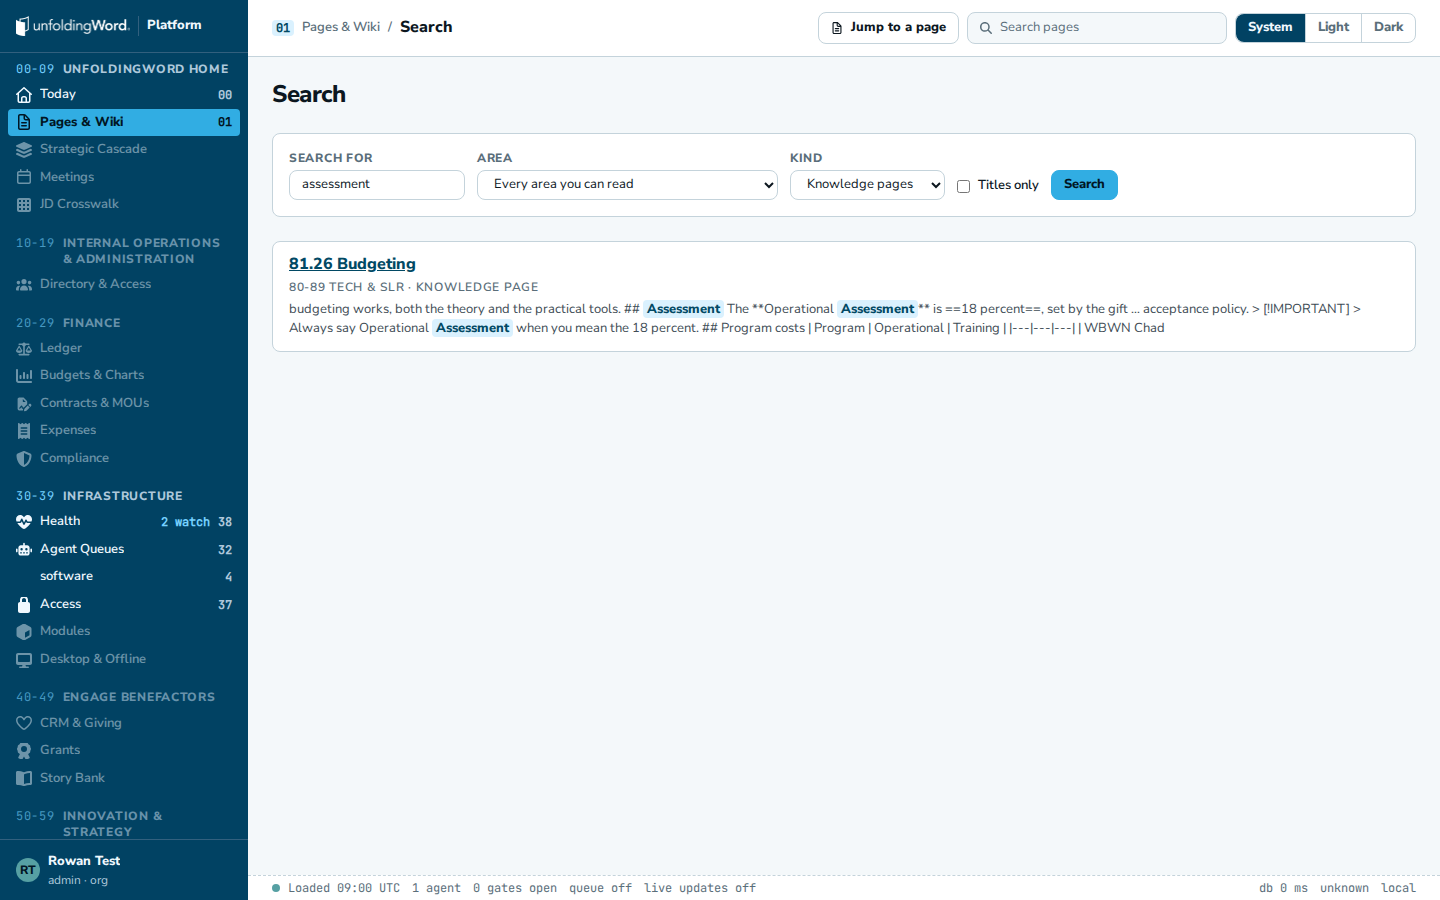 unfoldingWord. Platform
00-09 UNFOLDINGWORD HOME
Today 00
Pages & Wiki 01
Strategic Cascade
Meetings
JD Crosswalk
10-19 INTERNAL OPERATIONS
& ADMINISTRATION
Directory & Access
20-29 FINANCE
Ledger
Budgets & Charts
Contracts & MOUs
Expenses
Compliance
30-39 INFRASTRUCTURE
Health 2 watch 38
Agent Queues 32
software 4
Access 37
Modules
Desktop & Offline
40-49 ENGAGE BENEFACTORS
CRM & Giving
Grants
Story Bank
50-59 INNOVATION &
STRATEGY
RT Rowan Test
admin · org
01 Pages & Wiki / Search
Jump to a page
Search pages
System Light Dark
Search
SEARCH FOR AREA KIND
assessment Every area you can read Knowledge pages Titles only Search
81.26 Budgeting
80-89 TECH & SLR · KNOWLEDGE PAGE
budgeting works, both the theory and the practical tools. ## Assessment The **Operational Assessment ** is ==18 percent==, set by the gift … acceptance policy. > [!IMPORTANT] >
Always say Operational Assessment when you mean the 18 percent. ## Program costs | Program | Operational | Training | |---|---|---| | WBWN Chad
Loaded 09:00 UTC 1 agent 0 gates open queue off live updates off db 0 ms unknown local